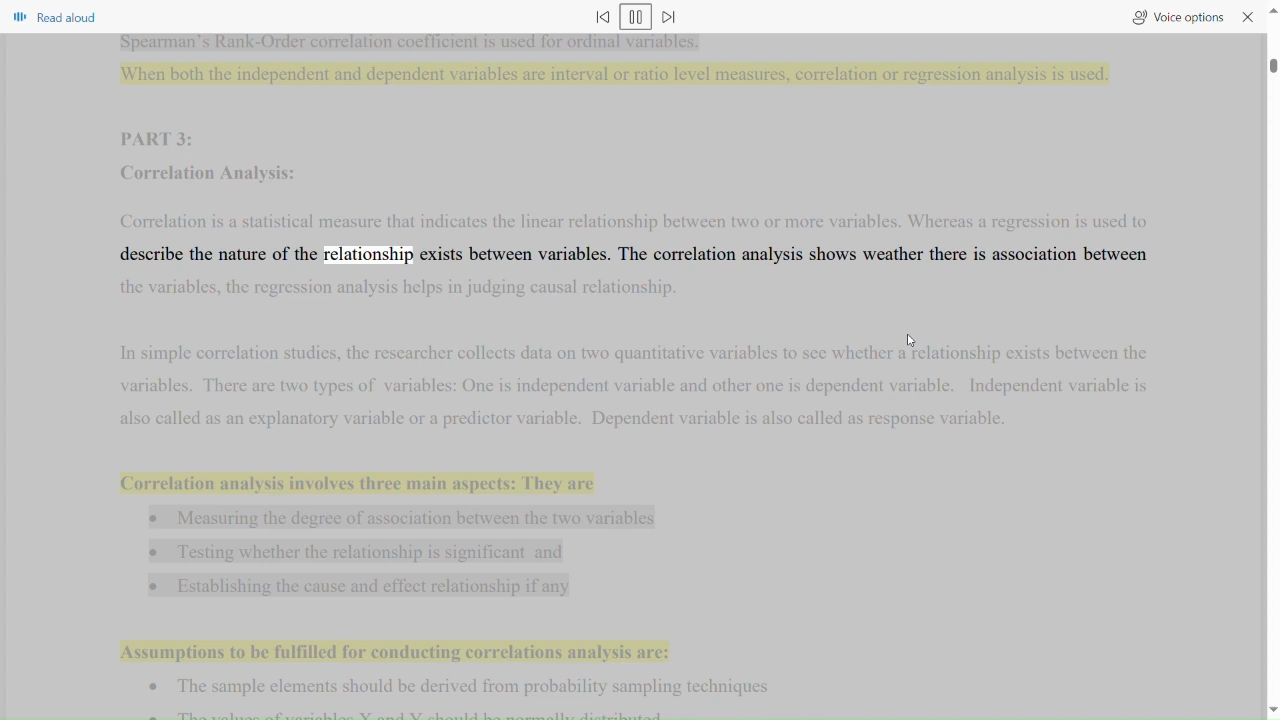 Read aloud
Voice options
Spearman's Rank-Order correlation coefficient is used for ordinal variables.
When both the independent and dependent variables are interval or ratio level measures, correlation or regression analysis is used.
PART 3:
Correlation Analysis:
Correlation is a statistical measure that indicates the linear relationship between two or more variables. Whereas a regression is used to
describe the nature of the relationship exists between variables. The correlation analysis shows weather there is association between
the variables, the regression analysis helps in judging causal relationship.
In simple correlation studies, the researcher collects data on two quantitative variables to see whether a relationship exists between the
variables.  There are two types of  variables: One is independent variable and other one is dependent variable.   Independent variable is
also called as an explanatory variable or a predictor variable.  Dependent variable is also called as response variable.
Correlation analysis involves three main aspects: They are
• Measuring the degree of association between the two variables
• Testing whether the relationship is significant  and
• Establishing the cause and effect relationship if any
Assumptions to be fulfilled for conducting correlations analysis are:
• The sample elements should be derived from probability sampling techniques
• The values of variables X and Y should be normally distributed